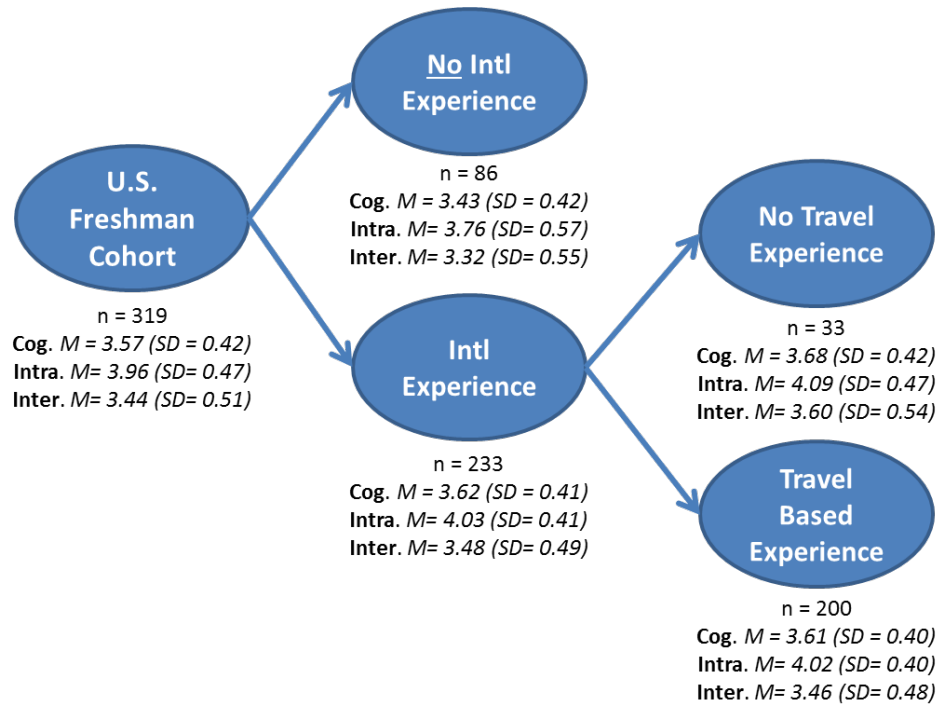 U.S.
Freshman
Cohort
n = 319
Cog. M = 3.57 (SD = 0.42)
Intra. M= 3.96 (SD= 0.47)
Inter. M= 3.44 (SD= 0.51)
No Intl
Experience
n = 86
Cog. M = 3.43 (SD = 0.42)
Intra. M= 3.76 (SD= 0.57)
Inter. M= 3.32 (SD= 0.55)
Intl
Experience
n = 233
Cog. M = 3.62 (SD = 0.41)
Intra. M= 4.03 (SD= 0.41)
Inter. M= 3.48 (SD= 0.49)
No Travel
Experience
n = 33
Cog. M = 3.68 (SD = 0.42)
Intra. M= 4.09 (SD= 0.47)
Inter. M= 3.60 (SD= 0.54)
Travel
Based
Experience
n = 200
Cog. M = 3.61 (SD = 0.40)
Intra. M= 4.02 (SD= 0.40)
Inter. M= 3.46 (SD= 0.48)